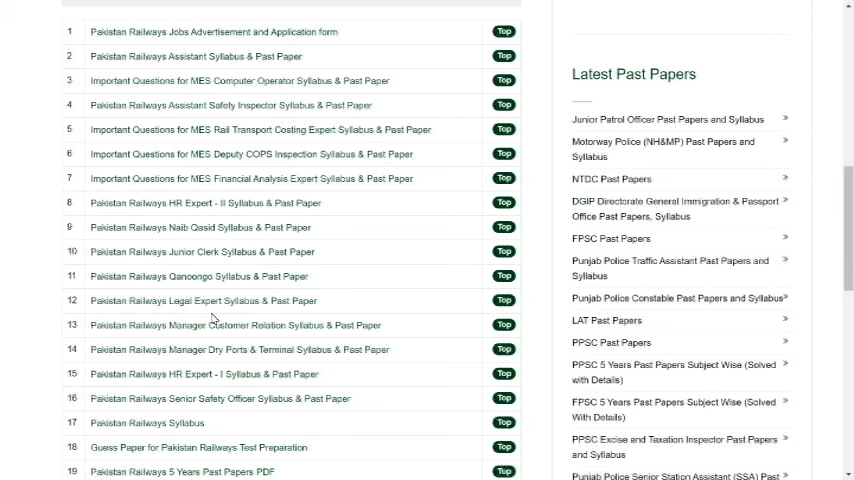 1 Pakistan Railways Jobs Advertisement and Application form Top
2 Pakistan Railways Assistant Syllabus & Past Paper Top
3 Important Questions for MES Computer Operator Syllabus & Past Paper Top
4 Pakistan Railways Assistant Safety Inspector Syllabus & Past Paper Top
5 Important Questions for MES Rail Transport Costing Expert Syllabus & Past Paper Top
6 Important Questions for MES Deputy COPS Inspection Syllabus & Past Paper Top
7 Important Questions for MES Financial Analysis Expert Syllabus & Past Paper Top
8 Pakistan Railways HR Expert - II Syllabus & Past Paper Top
9 Pakistan Railways Naib Qasid Syllabus & Past Paper Top
10 Pakistan Railways Junior Clerk Syllabus & Past Paper Top
11 Pakistan Railways Qanoongo Syllabus & Past Paper Top
12 Pakistan Railways Legal Expert Syllabus & Past Paper Top
13 Pakistan Railways Manager Customer Relation Syllabus & Past Paper Top
14 Pakistan Railways Manager Dry Ports & Terminal Syllabus & Past Paper Top
15 Pakistan Railways HR Expert - I Syllabus & Past Paper Top
16 Pakistan Railways Senior Safety Officer Syllabus & Past Paper Top
17 Pakistan Railways Syllabus Top
18 Guess Paper for Pakistan Railways Test Preparation Top
19 Pakistan Railways 5 Years Past Papers PDF Top
Latest Past Papers
Junior Patrol Officer Past Papers and Syllabus »
Motorway Police (NH&MP) Past Papers and »
Syllabus
NTDC Past Papers »
DGIP Directorate General Immigration & Passport »
Office Past Papers, Syllabus
FPSC Past Papers »
Punjab Police Traffic Assistant Past Papers and »
Syllabus
Punjab Police Constable Past Papers and Syllabus »
LAT Past Papers »
PPSC Past Papers »
PPSC 5 Years Past Papers Subject Wise (Solved »
with Details)
FPSC 5 Years Past Papers Subject Wise (Solved »
With Details)
PPSC Excise and Taxation Inspector Past Papers »
and Syllabus
Punjab Police Senior Station Assistant (SSA) Past »